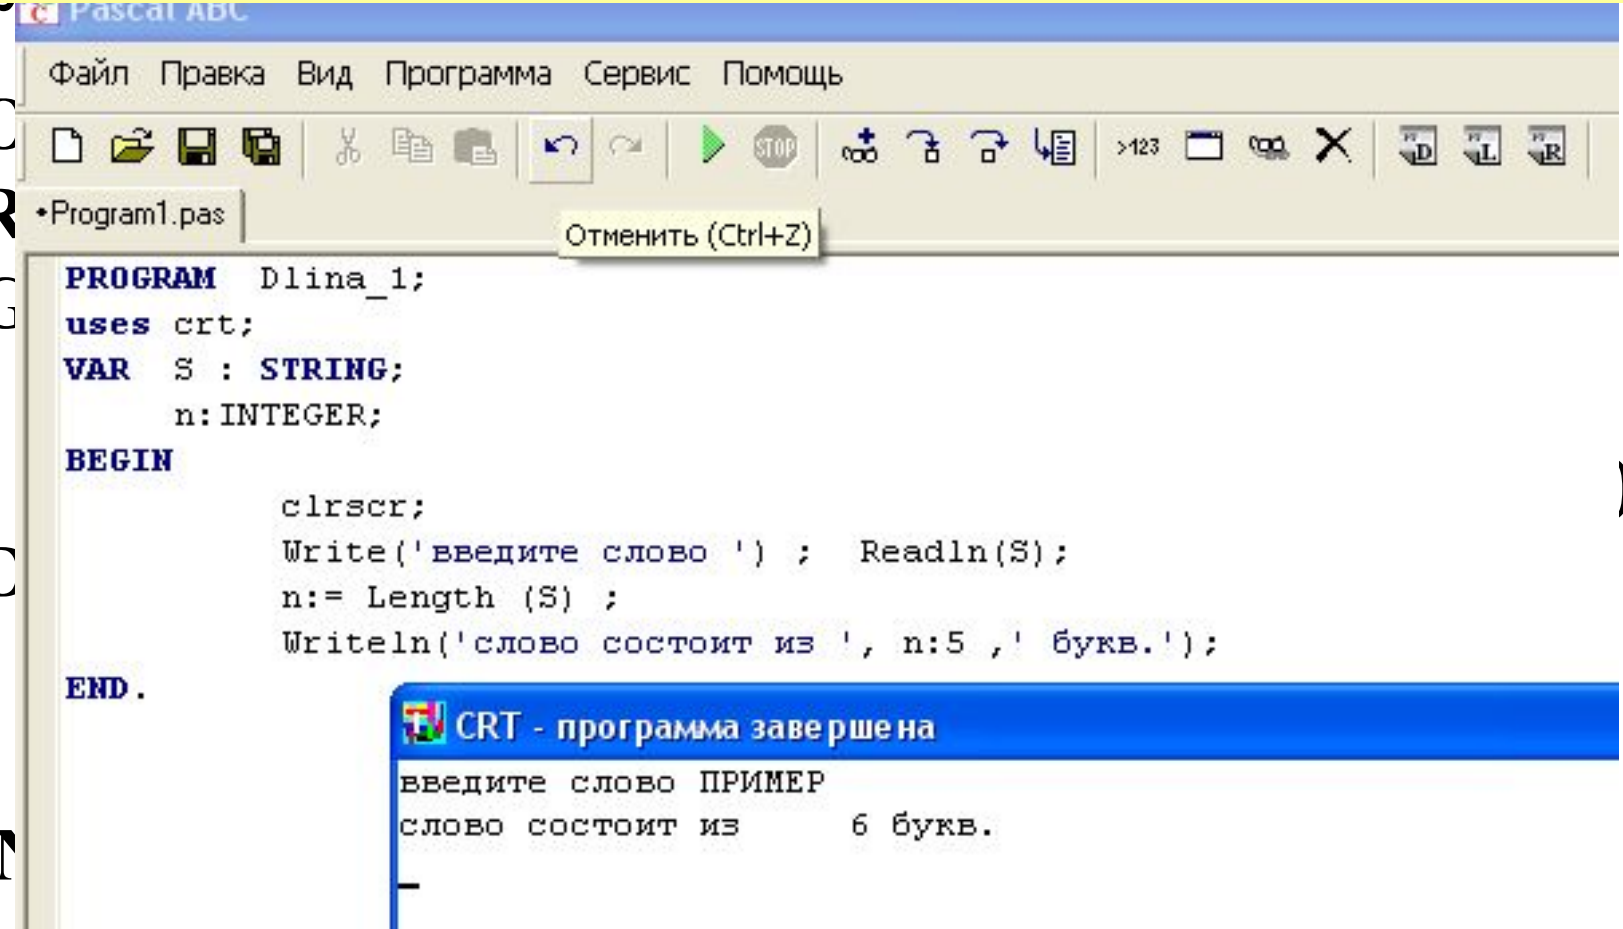 Pascal ABC
Файл Правка Вид Программа Сервис Помощь
STOP >123 D L R
•Program1.pas
Отменить (Ctrl+Z)
PROGRAM Dlina_1;
uses crt;
VAR S : STRING;
n:INTEGER;
BEGIN
clrscr;
Write('введите слово ') ; Readln(S);
n:= Length (S) ;
Writeln('слово состоит из ', n:5 ,' букв.');
END.
CRT - программа завершена
введите слово ПРИМЕР
слово состоит из 6 букв.